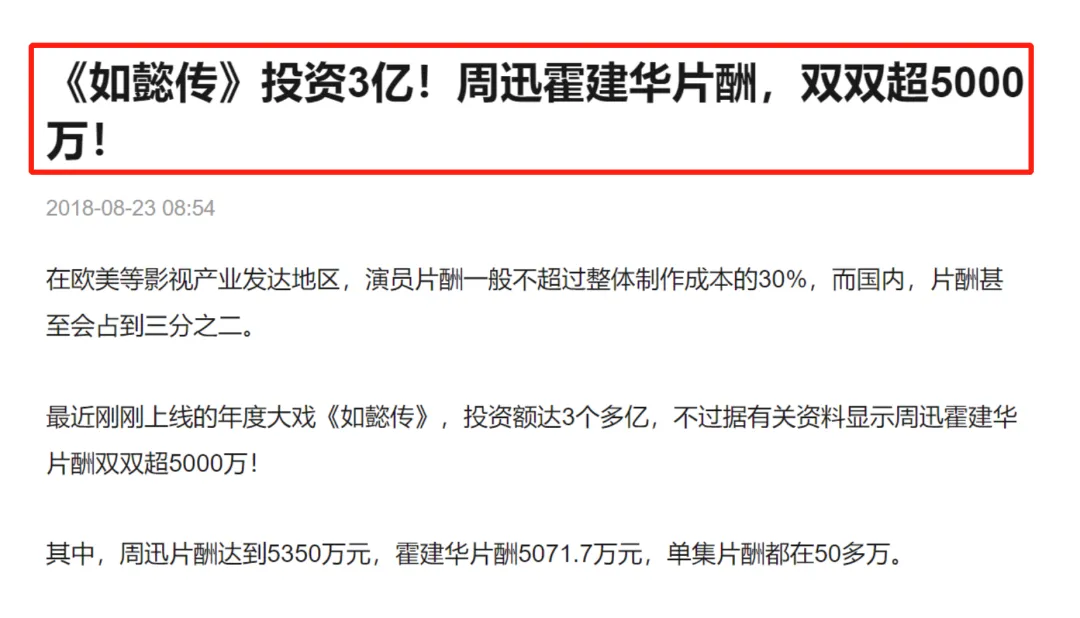 《如懿传》投资3亿！周迅霍建华片酬，双双超5000
万！
2018-08-23 08:54
在欧美等影视产业发达地区，演员片酬一般不超过整体制作成本的30%，而国内，片酬甚
至会占到三分之二。
最近刚刚上线的年度大戏《如懿传》，投资额达3个多亿，不过据有关资料显示周迅霍建华
片酬双双超5000万！
其中，周迅片酬达到5350万元，霍建华片酬5071.7万元，单集片酬都在50多万。